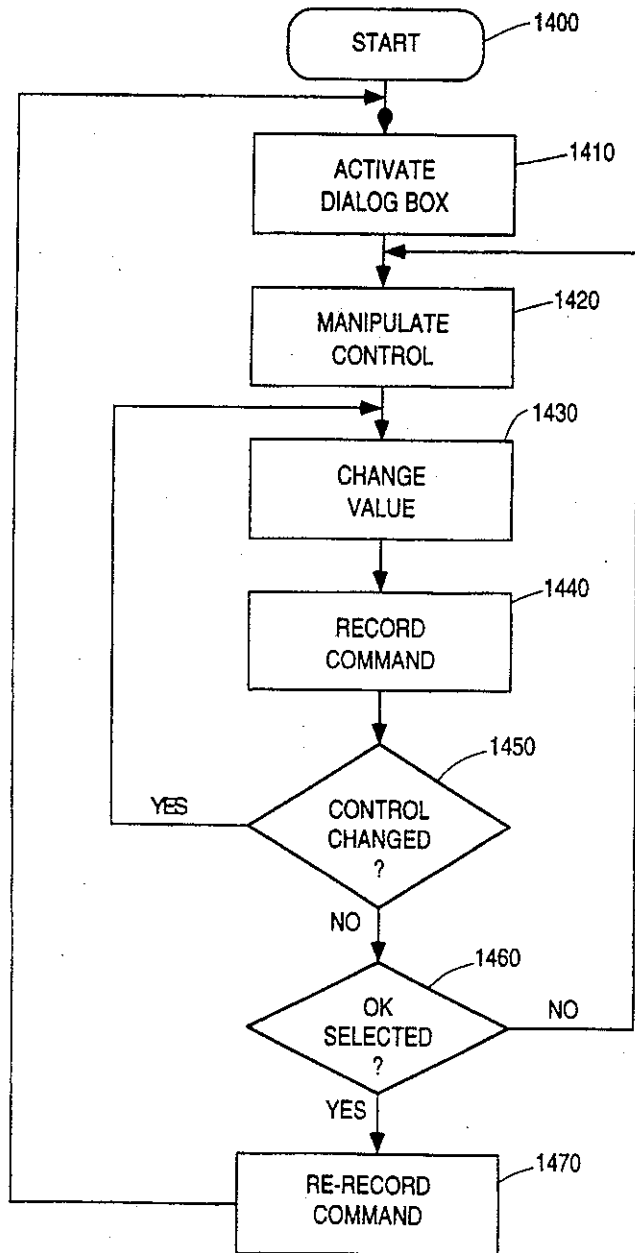 START
1400
ACTIVATE
DIALOG BOX
1410
MANIPULATE
CONTROL
1420
CHANGE
VALUE
1430
RECORD
COMMAND
1440
CONTROL
CHANGED
?
1450
YES
NO
OK
SELECTED
?
1460
NO
YES
RE-RECORD
COMMAND
1470